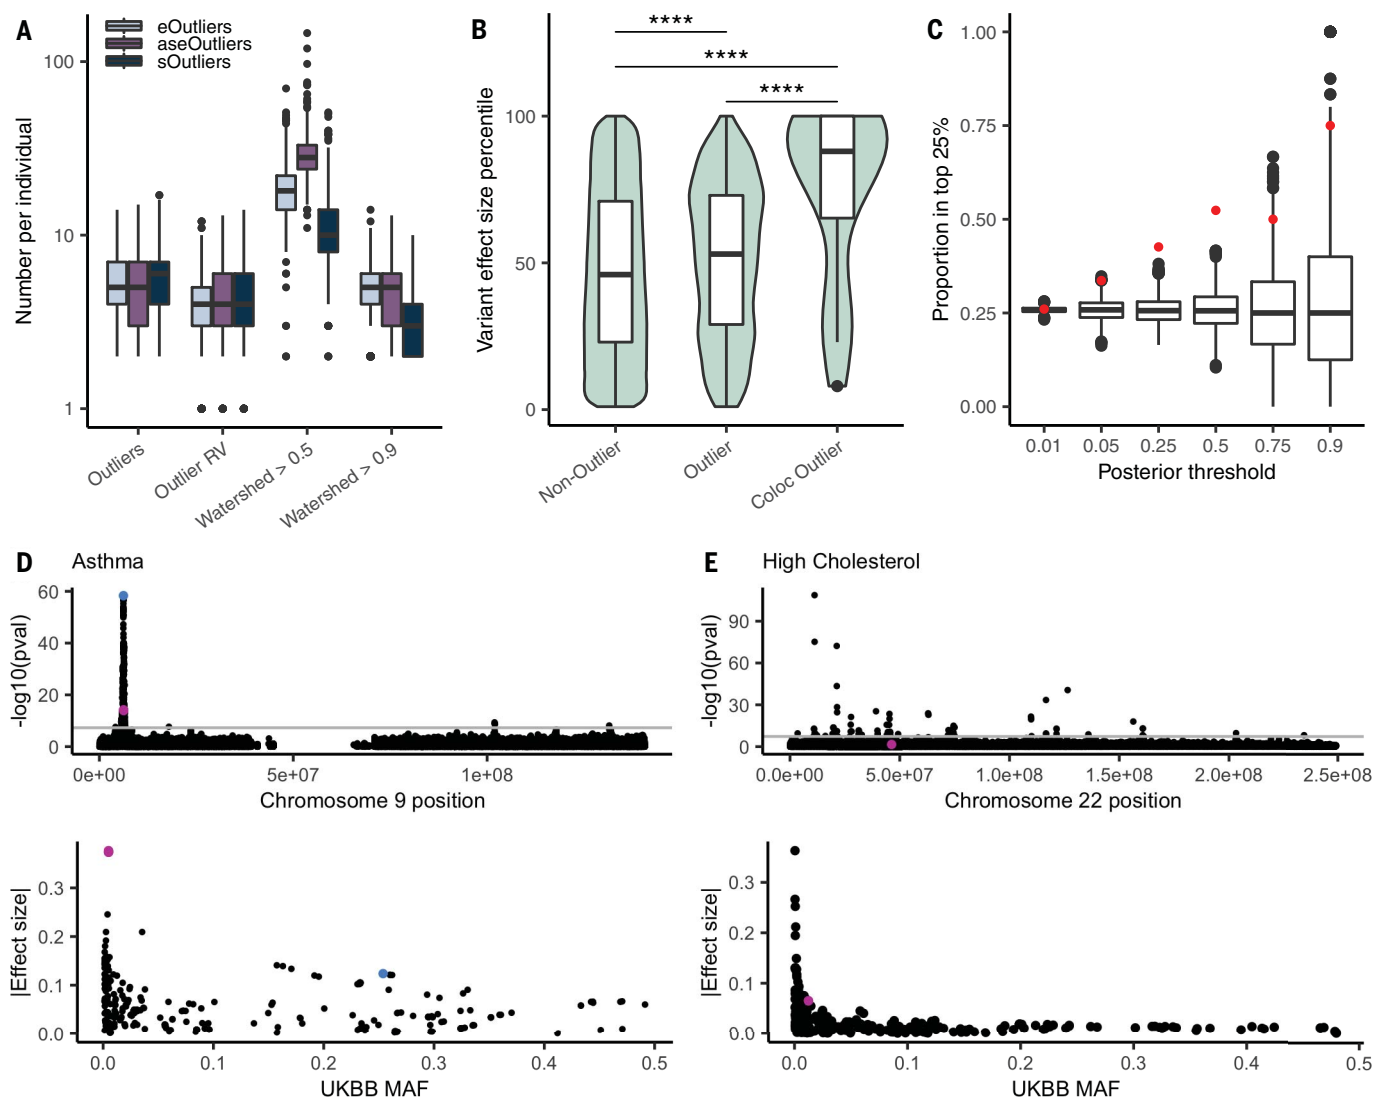 A
eOutliers
aseOutliers
sOutliers
Number per individual
100
10
1
Outliers
Outlier RV
Watershed > 0.5
Watershed > 0.9
B
****
****
****
Variant effect size percentile
100
50
0
Non-Outlier
Outlier
Coloc Outlier
C
Proportion in top 25%
1.00
0.75
0.50
0.25
0.00
0.01 0.05 0.25 0.5 0.75 0.9
Posterior threshold
D Asthma
-log10(pval)
60
40
20
0
0e+00 5e+07 1e+08
Chromosome 9 position
|Effect size|
0.3
0.2
0.1
0.0
0.0 0.1 0.2 0.3 0.4 0.5
UKBB MAF
E High Cholesterol
-log10(pval)
90
60
30
0
0.0e+00 5.0e+07 1.0e+08 1.5e+08 2.0e+08 2.5e+08
Chromosome 22 position
|Effect size|
0.3
0.2
0.1
0.0
0.0 0.1 0.2 0.3 0.4 0.5
UKBB MAF